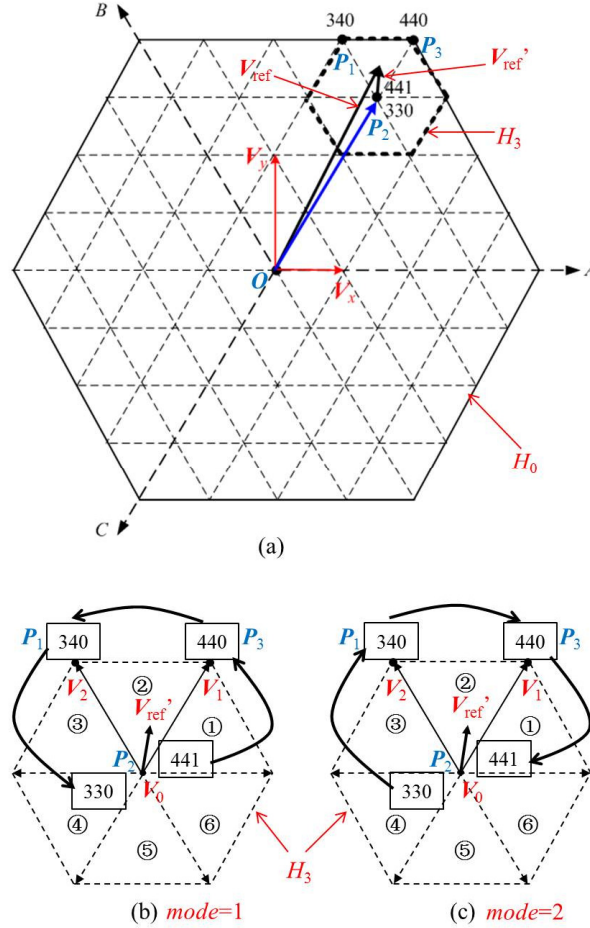 B
340 440
P1 P3
Vref Vref'
441
330
P2
H3
Vy
O Vx A
H0
C
(a)
P1 340 440 P3
V2 V1
②
③ Vref' ①
P2 441
330 V0
④ ⑥
⑤
(b) mode=1
H3
P1 340 440 P3
V2 V1
②
③ Vref' ①
P2 441
330 V0
④ ⑥
⑤
(c) mode=2